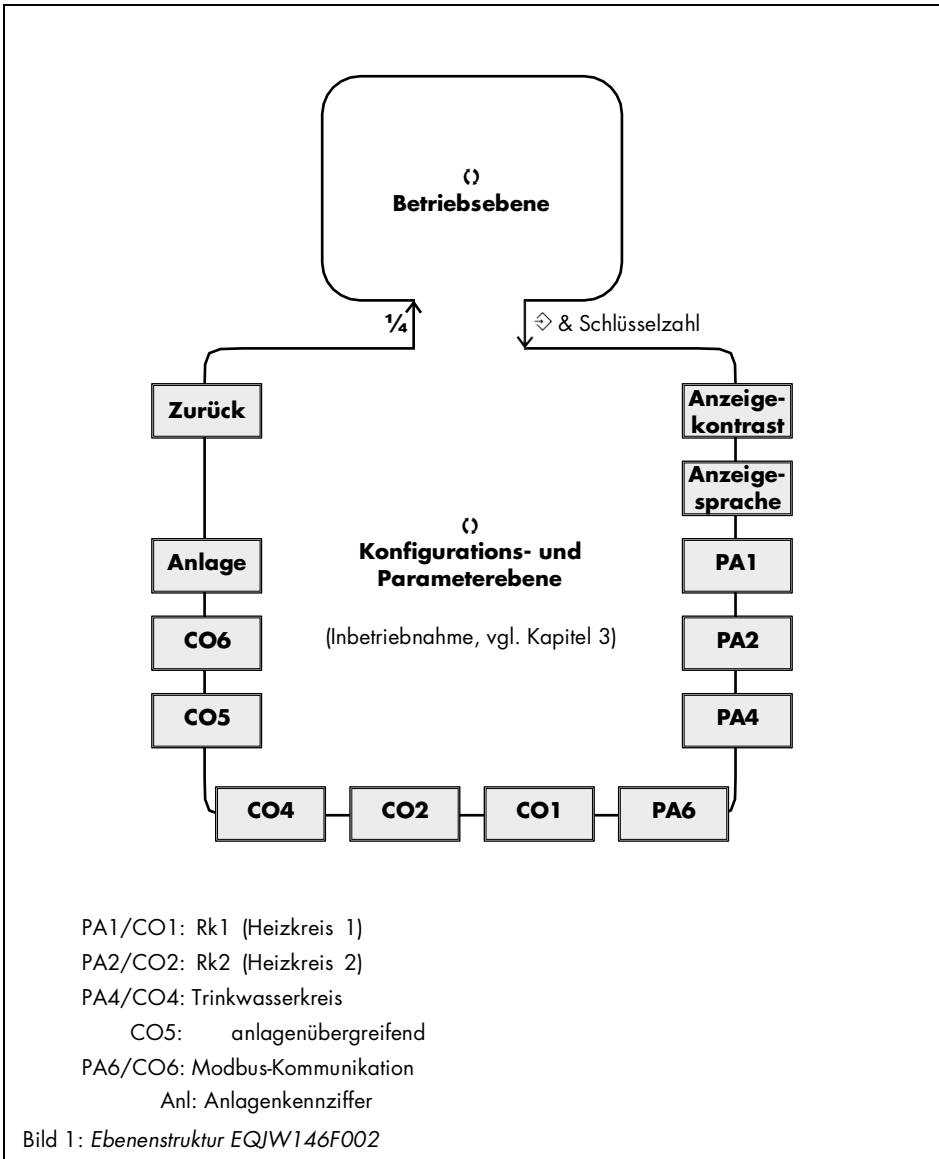 Betriebsebene
¼
& Schlüsselzahl
Zurück
Anzeige-
kontrast
Anzeige-
sprache
Konfigurations- und
Parameterebene
(Inbetriebnahme, vgl. Kapitel 3)
Anlage
PA1
CO6
PA2
CO5
PA4
CO4
CO2
CO1
PA6
PA1/CO1: Rk1 (Heizkreis 1)
PA2/CO2: Rk2 (Heizkreis 2)
PA4/CO4: Trinkwasserkreis
CO5: anlagenübergreifend
PA6/CO6: Modbus-Kommunikation
Anl: Anlagenkennziffer
Bild 1: Ebenenstruktur EQJW146F002